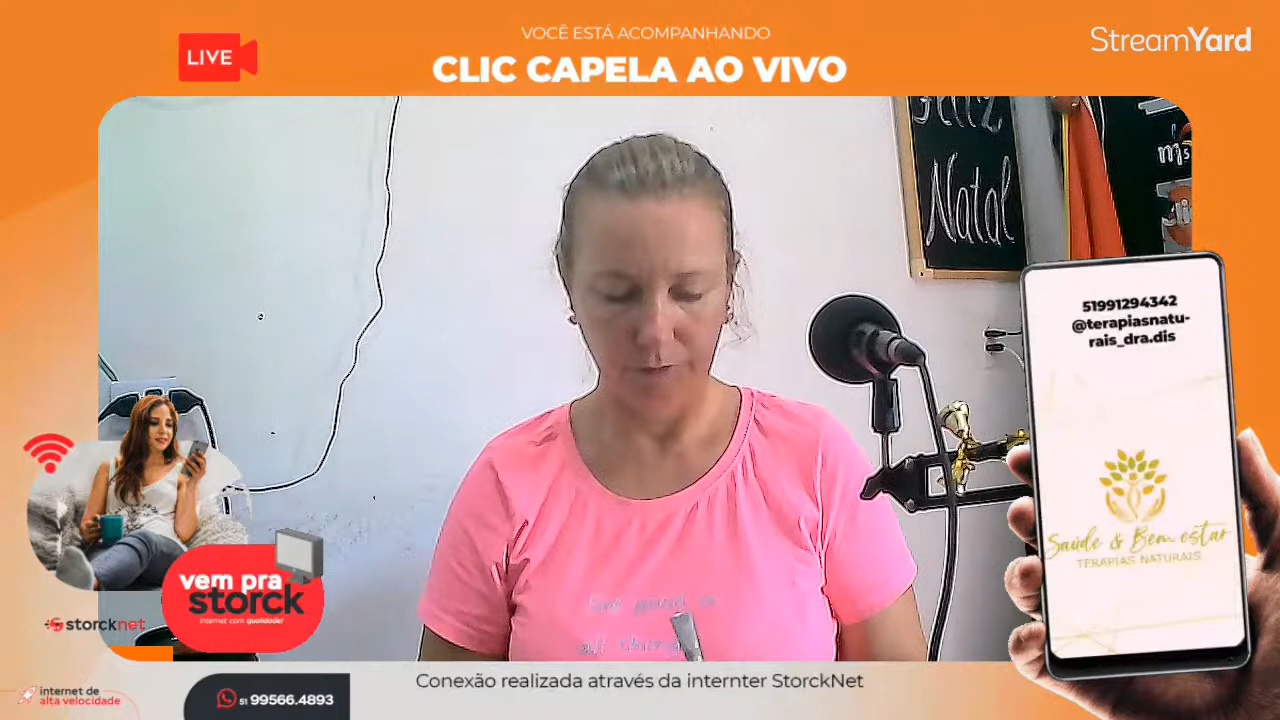 VOCÊ ESTÁ ACOMPANHANDO
LIVE
CLIC CAPELA AO VIVO
StreamYard
Feliz
Natal
51991294342
@terapiasnatu-
rais_dra.dis
Saúde & Bem estar
TERAPIAS NATURAIS
vem pra
storck
internet com qualidade!
storcknet
internet de
alta velocidade
51 99566.4893
Conexão realizada através da internter StorckNet